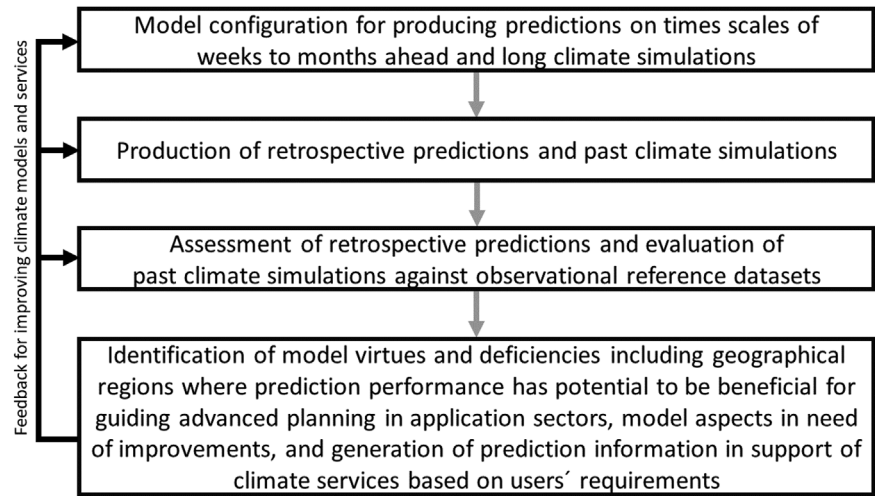 Model configuration for producing predictions on times scales of
weeks to months ahead and long climate simulations
Production of retrospective predictions and past climate simulations
Assessment of retrospective predictions and evaluation of
past climate simulations against observational reference datasets
Identification of model virtues and deficiencies including geographical
regions where prediction performance has potential to be beneficial for
guiding advanced planning in application sectors, model aspects in need
of improvements, and generation of prediction information in support of
climate services based on users´ requirements
Feedback for improving climate models and services